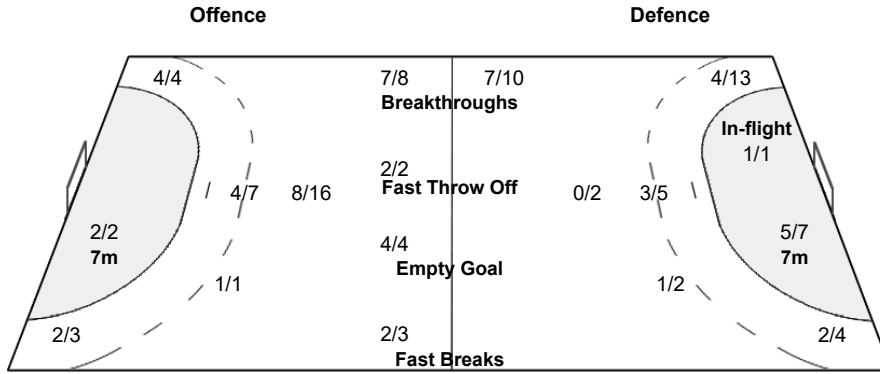 Offence Defence
4/4 7/8 7/10 4/13
Breakthroughs
In-flight
1/1
2/2
4/7 8/16 Fast Throw Off 0/2 3/5
2/2 5/7
7m 7m
4/4
Empty Goal
1/1 1/2
2/3 2/3 2/4
Fast Breaks